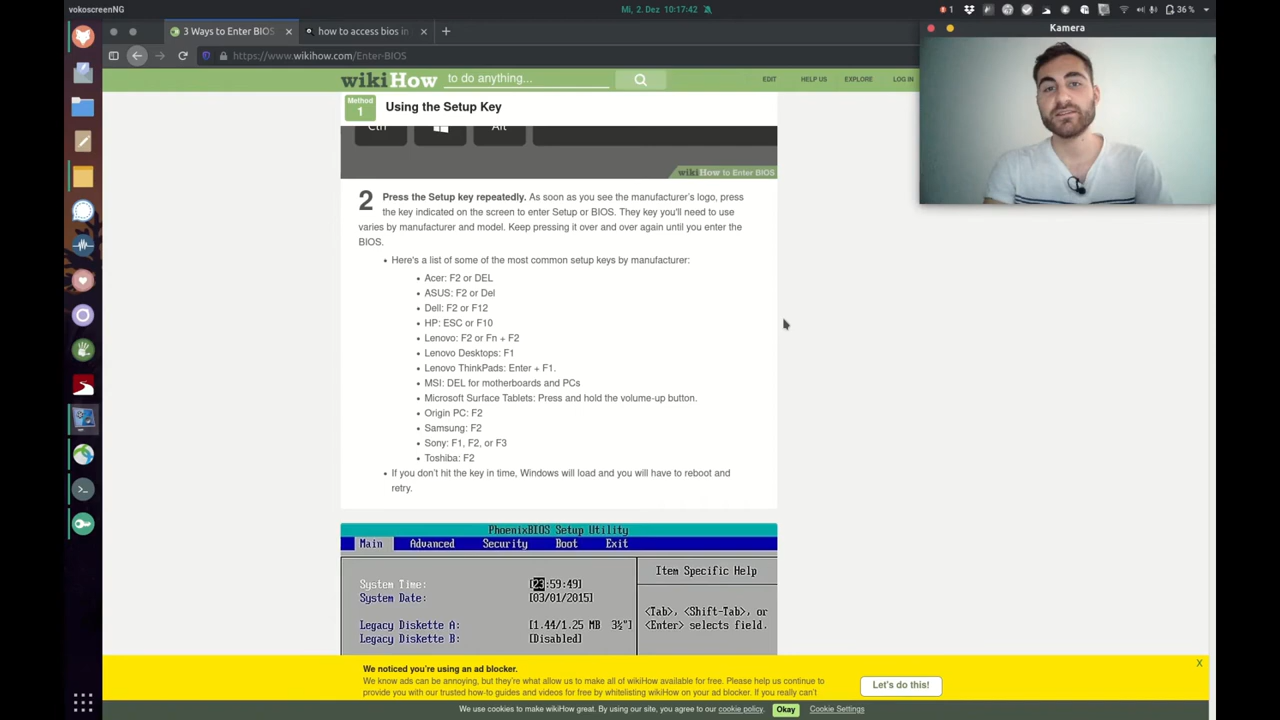 vokoscreenNG
Mi, 2. Dez 10:17:42
1
36 %
3 Ways to Enter BIOS
how to access bios in
https://www.wikihow.com/Enter-BIOS
wikiHow
to do anything...
EDIT
HELP US
EXPLORE
LOG IN
Kamera
Method
1
Using the Setup Key
Ctrl
Alt
wikiHow to Enter BIOS
2
Press the Setup key repeatedly. As soon as you see the manufacturer's logo, press
the key indicated on the screen to enter Setup or BIOS. They key you'll need to use
varies by manufacturer and model. Keep pressing it over and over again until you enter the
BIOS.
Here's a list of some of the most common setup keys by manufacturer:
Acer: F2 or DEL
ASUS: F2 or Del
Dell: F2 or F12
HP: ESC or F10
Lenovo: F2 or Fn + F2
Lenovo Desktops: F1
Lenovo ThinkPads: Enter + F1.
MSI: DEL for motherboards and PCs
Microsoft Surface Tablets: Press and hold the volume-up button.
Origin PC: F2
Samsung: F2
Sony: F1, F2, or F3
Toshiba: F2
If you don't hit the key in time, Windows will load and you will have to reboot and
retry.
PhoenixBIOS Setup Utility
Main Advanced Security Boot Exit
Item Specific Help
System Time: [23:59:49]
System Date: [03/01/2015]
<Tab>, <Shift-Tab>, or
<Enter> selects field.
Legacy Diskette A: [1.44/1.25 MB 3½"]
Legacy Diskette B: [Disabled]
We noticed you're using an ad blocker.
X
We know ads can be annoying, but they're what allow us to make all of wikiHow available for free. Please help us continue to
provide you with our trusted how-to guides and videos for free by whitelisting wikiHow on your ad blocker. If you really can't
Let's do this!
We use cookies to make wikiHow great. By using our site, you agree to our cookie policy.
Okay
Cookie Settings